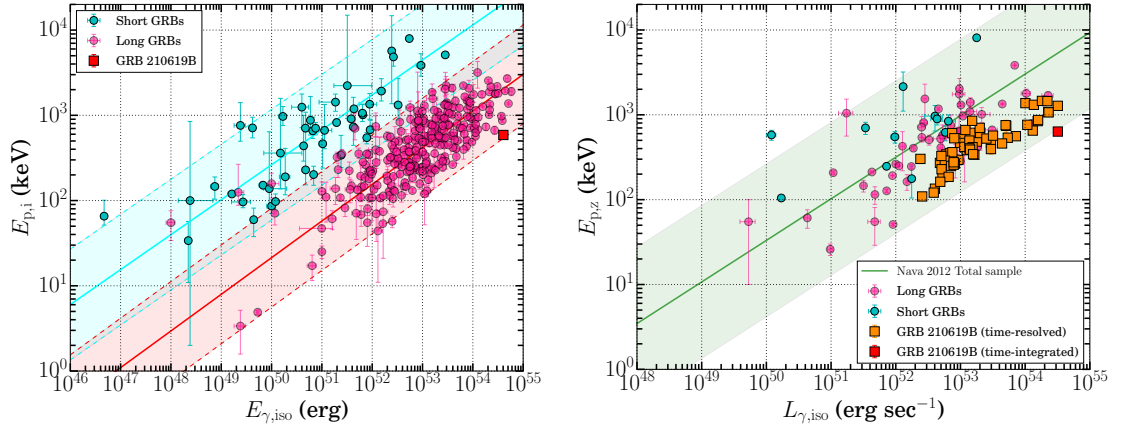 Short GRBs
Long GRBs
GRB 210619B
10^4
10^3
10^2
10^1
10^0
E_{p,i} (keV)
10^46 10^47 10^48 10^49 10^50 10^51 10^52 10^53 10^54 10^55
E_{γ,iso} (erg)
10^4
10^3
10^2
10^1
10^0
E_{p,z} (keV)
Nava 2012 Total sample
Long GRBs
Short GRBs
GRB 210619B (time-resolved)
GRB 210619B (time-integrated)
10^48 10^49 10^50 10^51 10^52 10^53 10^54 10^55
L_{γ,iso} (erg sec^−1)